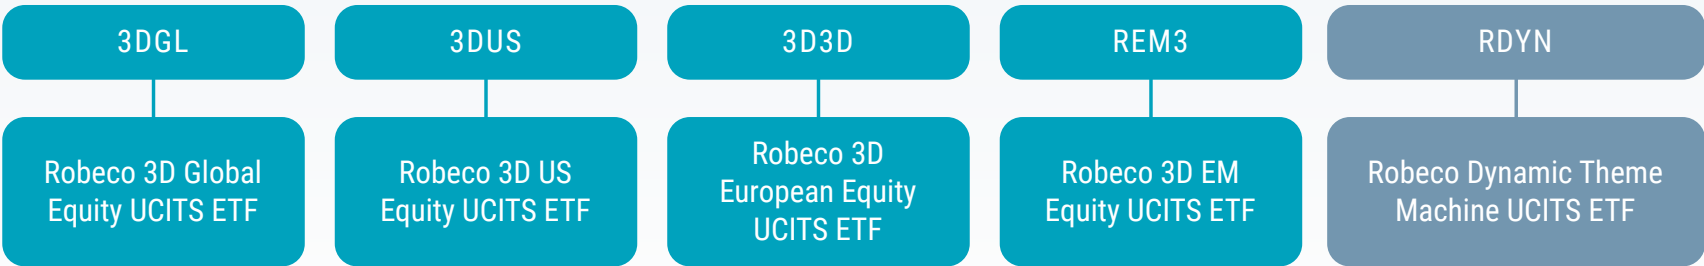 3DGL
3DUS
3D3D
REM3
RDYN
Robeco 3D Global
Equity UCITS ETF
Robeco 3D US
Equity UCITS ETF
Robeco 3D
European Equity
UCITS ETF
Robeco 3D EM
Equity UCITS ETF
Robeco Dynamic Theme
Machine UCITS ETF